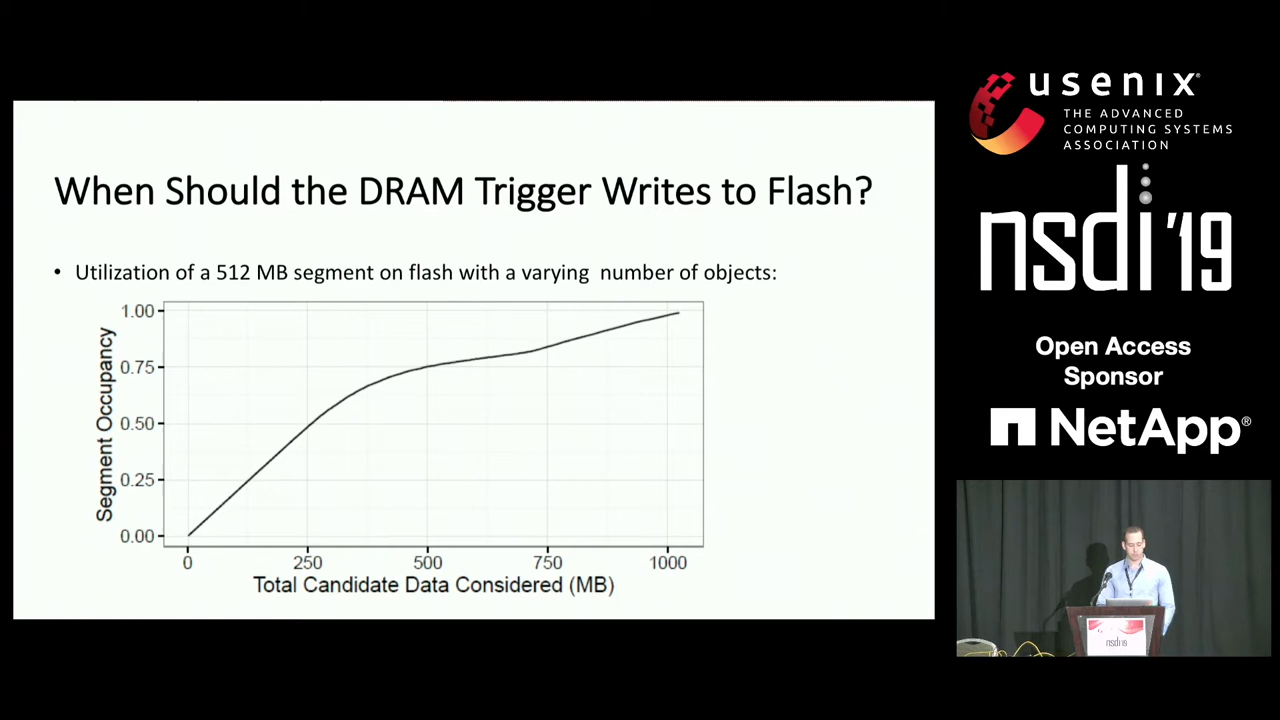 When Should the DRAM Trigger Writes to Flash?
• Utilization of a 512 MB segment on flash with a varying number of objects:
Segment Occupancy
1.00
0.75
0.50
0.25
0.00
0
250
500
750
1000
Total Candidate Data Considered (MB)
usenix®
THE ADVANCED
COMPUTING SYSTEMS
ASSOCIATION
nsdi '19
Open Access
Sponsor
NetApp®
nsdi19